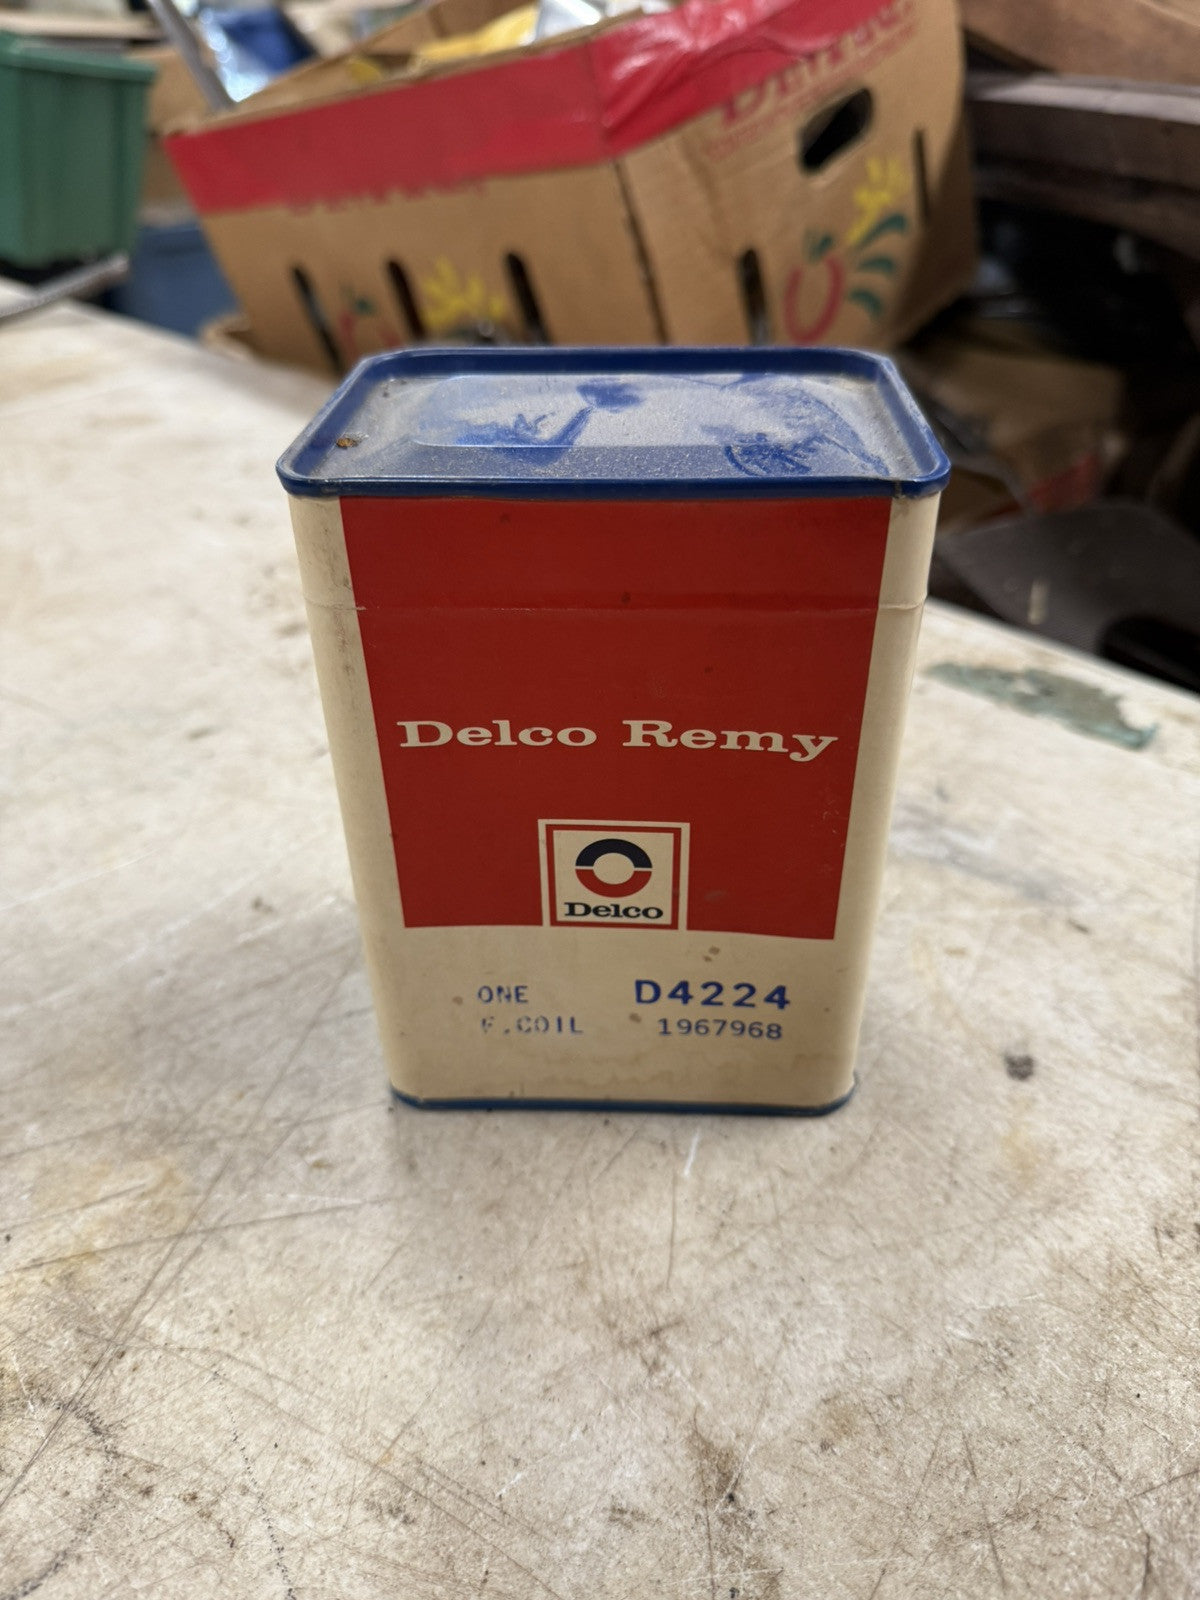 Delco Remy
Delco
ONE D4224
F.COIL 1967968